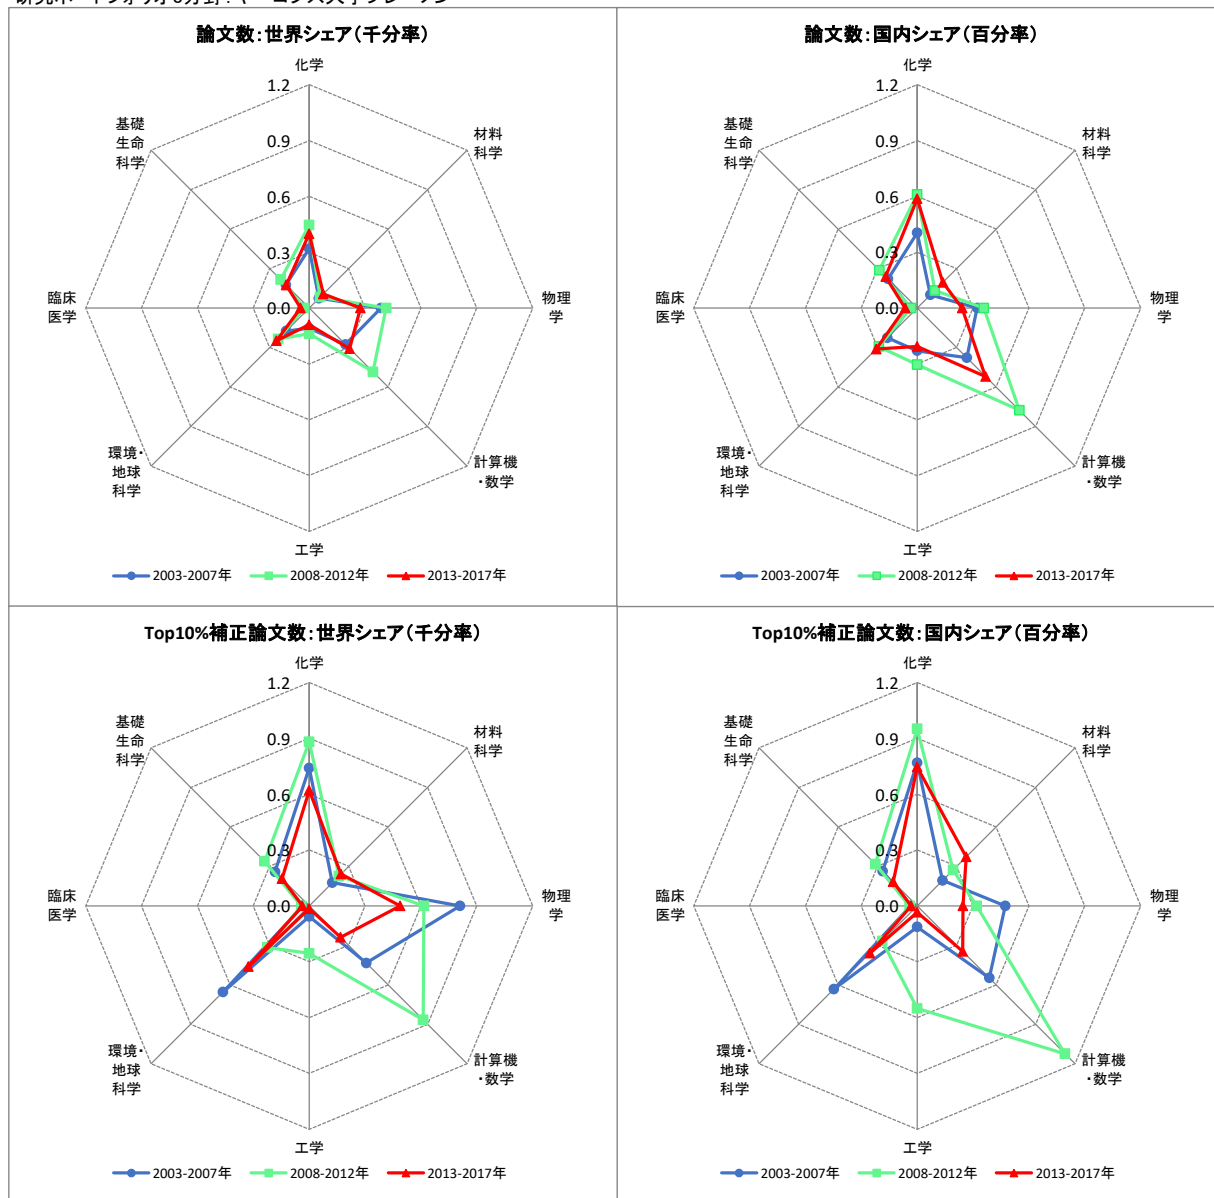 論文数：世界シェア（千分率）
化学
1.2
0.9
0.6
0.3
0.0
材料
科学
物理
学
計算機
・数学
工学
環境・
地球
科学
臨床
医学
基礎
生命
科学
2003-2007年 2008-2012年 2013-2017年
論文数：国内シェア（百分率）
化学
1.2
0.9
0.6
0.3
0.0
材料
科学
物理
学
計算機
・数学
工学
環境・
地球
科学
臨床
医学
基礎
生命
科学
2003-2007年 2008-2012年 2013-2017年
Top10%補正論文数：世界シェア（千分率）
化学
1.2
0.9
0.6
0.3
0.0
材料
科学
物理
学
計算機
・数学
工学
環境・
地球
科学
臨床
医学
基礎
生命
科学
2003-2007年 2008-2012年 2013-2017年
Top10%補正論文数：国内シェア（百分率）
化学
1.2
0.9
0.6
0.3
0.0
材料
科学
物理
学
計算機
・数学
工学
環境・
地球
科学
臨床
医学
基礎
生命
科学
2003-2007年 2008-2012年 2013-2017年